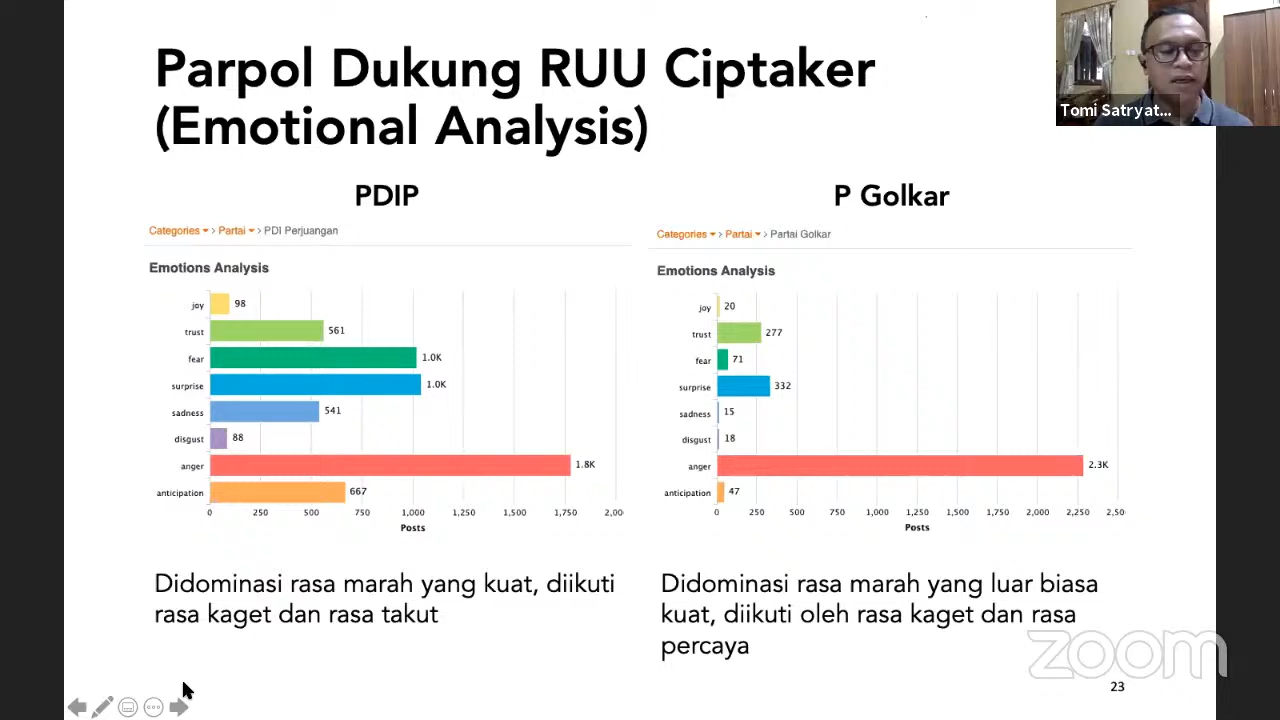 Parpol Dukung RUU Ciptaker
(Emotional Analysis)
Tomi Satryat...
PDIP
Categories > Partai > PDI Perjuangan
Emotions Analysis
joy 98
trust 561
fear 1.0K
surprise 1.0K
sadness 541
disgust 88
anger 1.8K
anticipation 667
0 250 500 750 1,000 1,250 1,500 1,750 2,00
Posts
Didominasi rasa marah yang kuat, diikuti
rasa kaget dan rasa takut
P Golkar
Categories > Partai > Partai Golkar
Emotions Analysis
joy 20
trust 277
fear 71
surprise 332
sadness 15
disgust 18
anger 2.3K
anticipation 47
0 250 500 750 1,000 1,250 1,500 1,750 2,000 2,250 2,50
Posts
Didominasi rasa marah yang luar biasa
kuat, diikuti oleh rasa kaget dan rasa
percaya
zoom
23